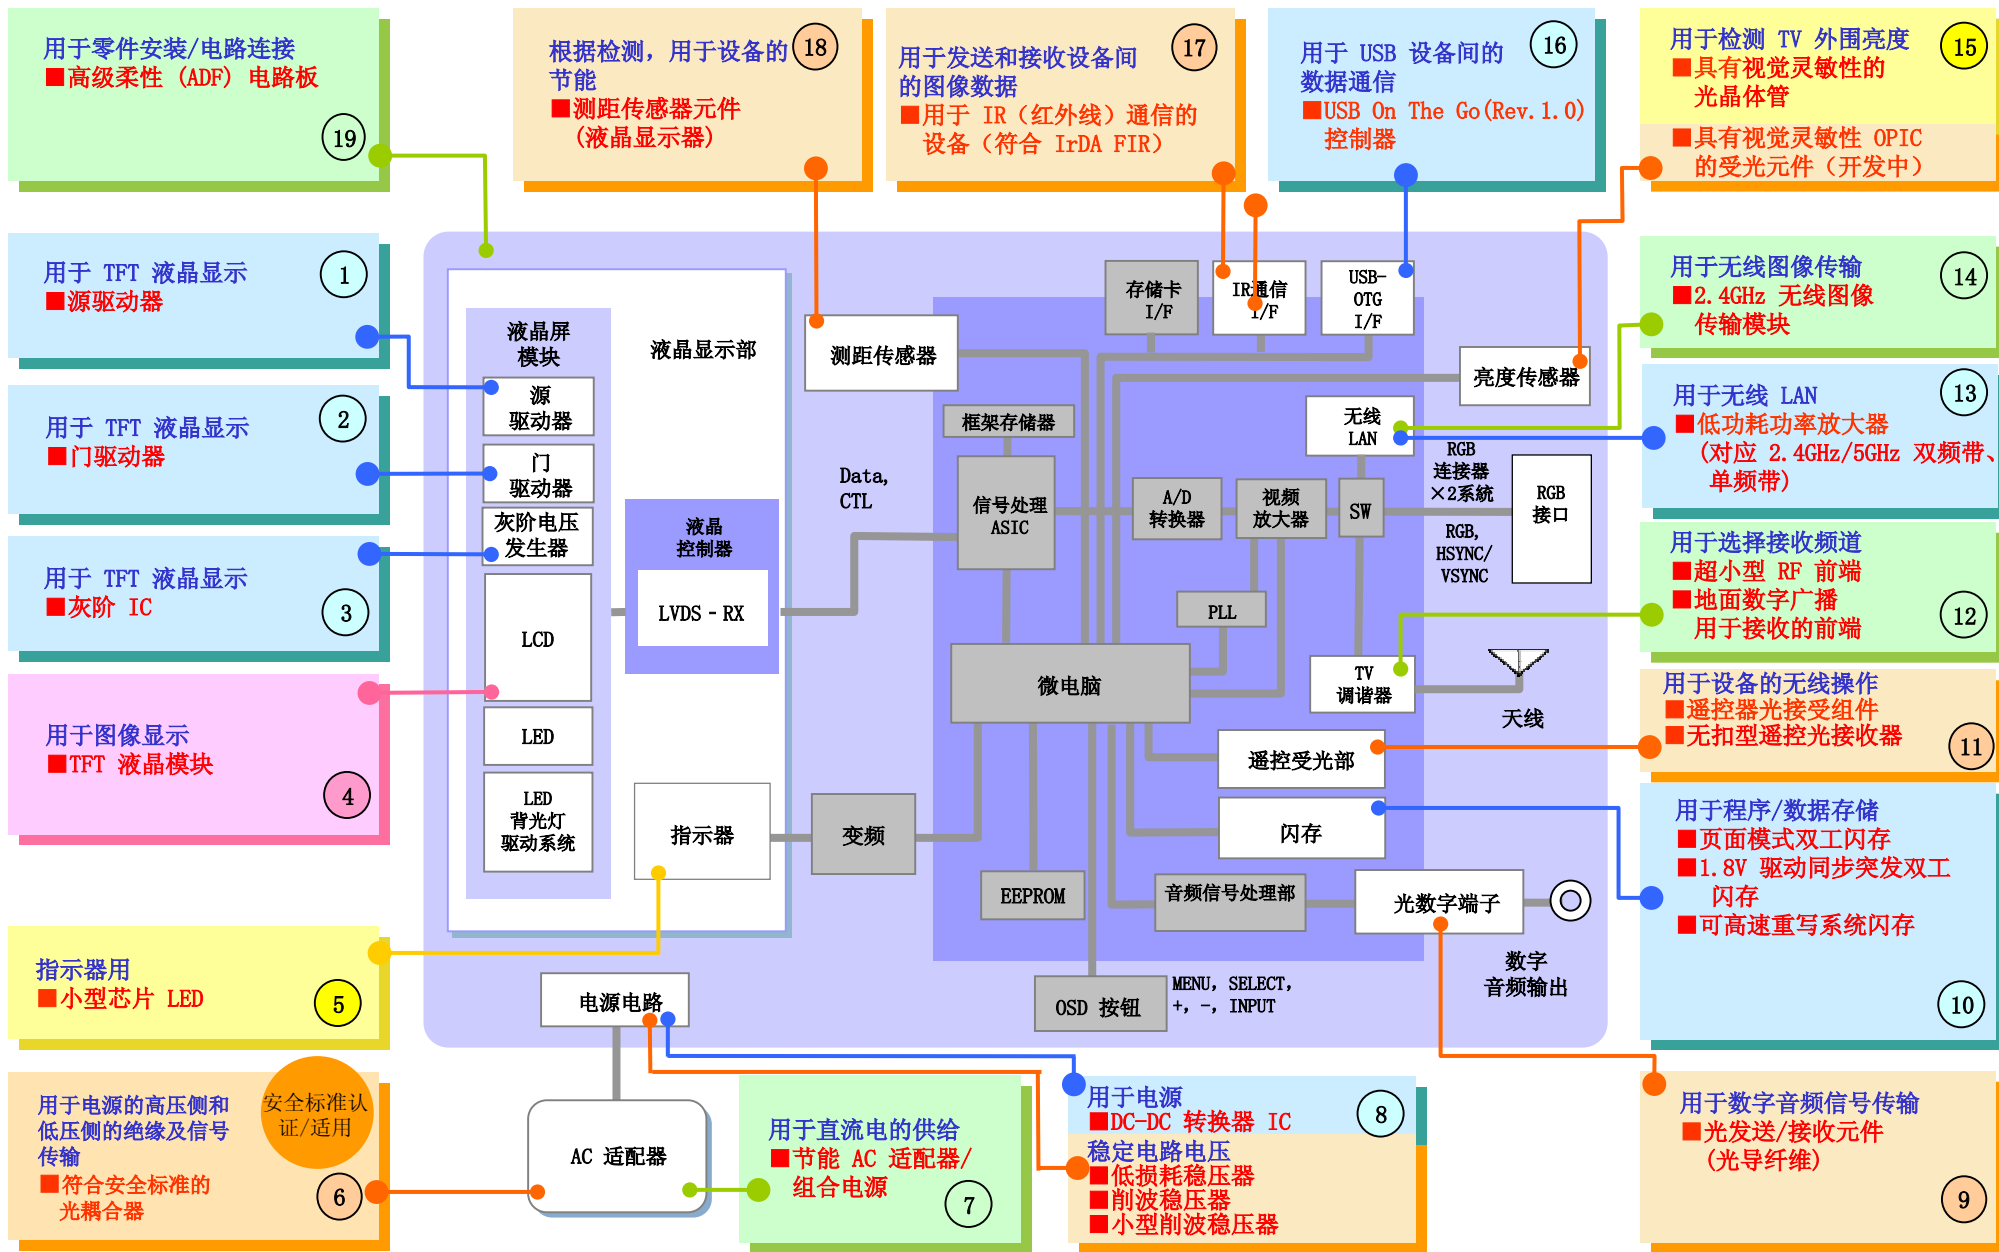 用于零件安装/电路连接
■高级柔性 (ADF) 电路板
19
根据检测，用于设备的
节能
■测距传感器元件
(液晶显示器)
18
用于发送和接收设备间
的图像数据
■用于 IR（红外线）通信的
设备（符合 IrDA FIR）
17
用于 USB 设备间的
数据通信
■USB On The Go(Rev.1.0)
控制器
16
用于检测 TV 外围亮度
■具有视觉灵敏性的
光晶体管
■具有视觉灵敏性 OPIC
的受光元件（开发中）
15
用于 TFT 液晶显示
■源驱动器
1
用于 TFT 液晶显示
■门驱动器
2
用于 TFT 液晶显示
■灰阶 IC
3
用于图像显示
■TFT 液晶模块
4
指示器用
■小型芯片 LED
5
用于电源的高压侧和
低压侧的绝缘及信号
传输
■符合安全标准的
光耦合器
安全标准认
证/适用
6
液晶屏
模块
源
驱动器
门
驱动器
灰阶电压
发生器
LCD
LED
LED
背光灯
驱动系统
液晶显示部
液晶
控制器
LVDS－RX
指示器
变频
测距传感器
Data,
CTL
框架存储器
信号处理
ASIC
存储卡
I/F
IR通信
I/F
USB-
OTG
I/F
亮度传感器
无线
LAN
A/D
转换器
视频
放大器
SW
RGB
连接器
×2系統
RGB,
HSYNC/
VSYNC
RGB
接口
PLL
微电脑
TV
调谐器
天线
遥控受光部
闪存
EEPROM
音频信号处理部
光数字端子
数字
音频输出
OSD 按钮
MENU, SELECT,
+, -, INPUT
电源电路
AC 适配器
用于直流电的供给
■节能 AC 适配器/
组合电源
7
用于电源
■DC-DC 转换器 IC
稳定电路电压
■低损耗稳压器
■削波稳压器
■小型削波稳压器
8
用于无线图像传输
■2.4GHz 无线图像
传输模块
14
用于无线 LAN
■低功耗功率放大器
(对应 2.4GHz/5GHz 双频带、
单频带)
13
用于选择接收频道
■超小型 RF 前端
■地面数字广播
用于接收的前端
12
用于设备的无线操作
■遥控器光接受组件
■无扣型遥控光接收器
11
用于程序/数据存储
■页面模式双工闪存
■1.8V 驱动同步突发双工
闪存
■可高速重写系统闪存
10
用于数字音频信号传输
■光发送/接收元件
(光导纤维)
9